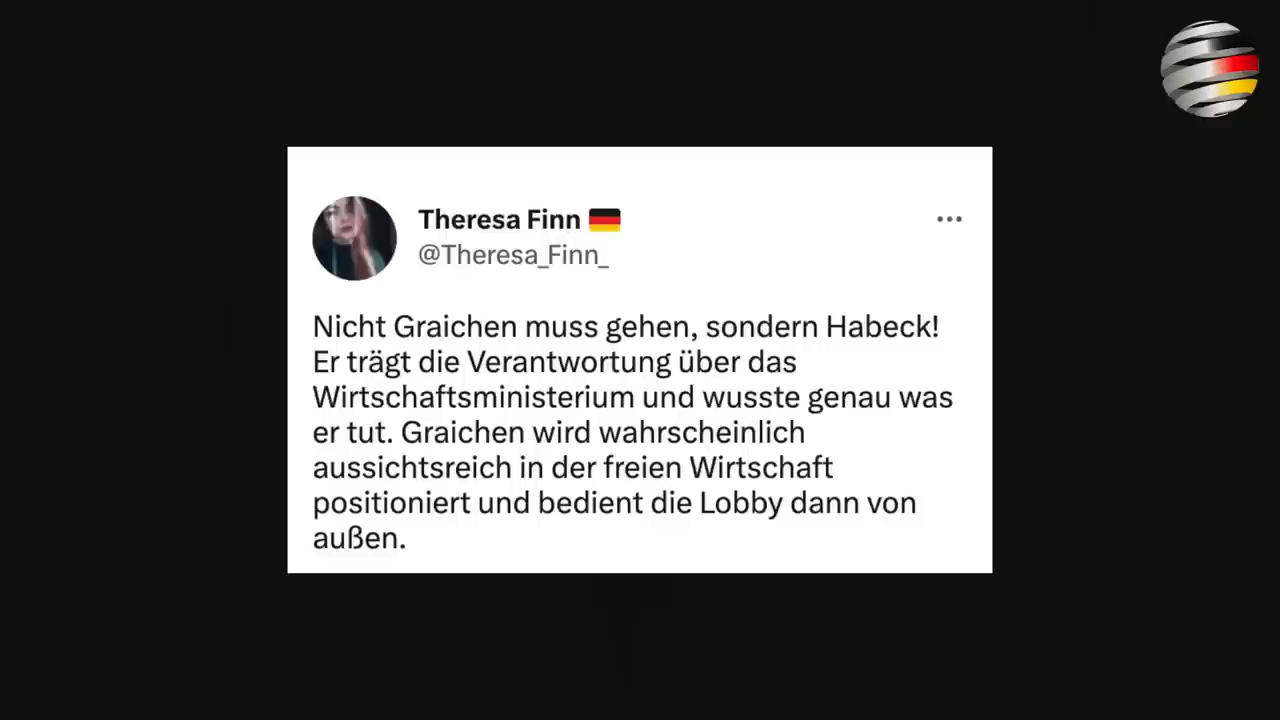 Theresa Finn
@Theresa_Finn_
Nicht Graichen muss gehen, sondern Habeck!
Er trägt die Verantwortung über das
Wirtschaftsministerium und wusste genau was
er tut. Graichen wird wahrscheinlich
aussichtsreich in der freien Wirtschaft
positioniert und bedient die Lobby dann von
außen.